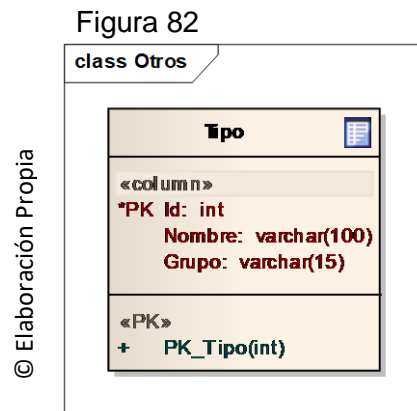 Figura 82
class Otros
Tipo
«column»
*PK Id: int
Nombre: varchar(100)
Grupo: varchar(15)
«PK»
+ PK_Tipo(int)
© Elaboración Propia